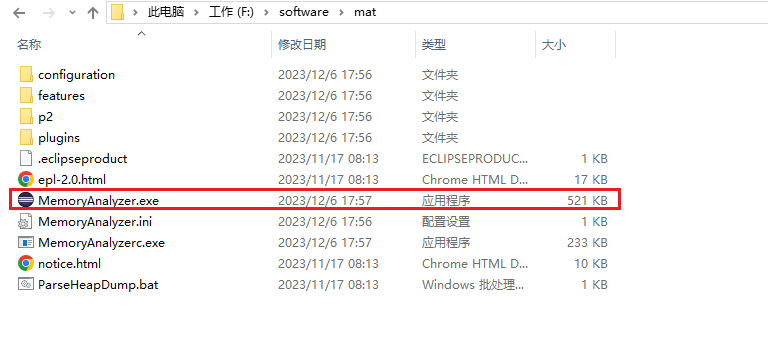 此电脑 > 工作 (F:) > software > mat
名称 修改日期 类型 大小
configuration 2023/12/6 17:56 文件夹
features 2023/12/6 17:56 文件夹
p2 2023/12/6 17:56 文件夹
plugins 2023/12/6 17:56 文件夹
.eclipseproduct 2023/11/17 08:13 ECLIPSEPRODUC... 1 KB
epl-2.0.html 2023/11/17 08:13 Chrome HTML D... 17 KB
MemoryAnalyzer.exe 2023/12/6 17:57 应用程序 521 KB
MemoryAnalyzer.ini 2023/12/6 17:56 配置设置 1 KB
MemoryAnalyzerc.exe 2023/12/6 17:57 应用程序 233 KB
notice.html 2023/11/17 08:13 Chrome HTML D... 10 KB
ParseHeapDump.bat 2023/11/17 08:13 Windows 批处理... 1 KB